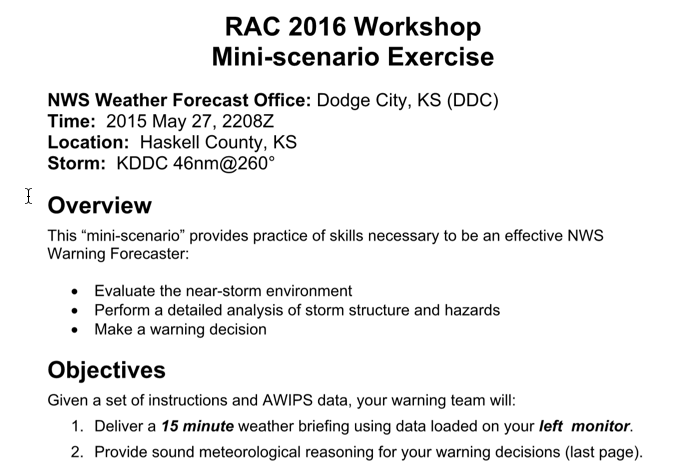 RAC 2016 Workshop
Mini-scenario Exercise
NWS Weather Forecast Office: Dodge City, KS (DDC)
Time:  2015 May 27, 2208Z
Location:  Haskell County, KS
Storm:  KDDC 46nm@260°
Overview
This “mini-scenario” provides practice of skills necessary to be an effective NWS
Warning Forecaster:
• Evaluate the near-storm environment
• Perform a detailed analysis of storm structure and hazards
• Make a warning decision
Objectives
Given a set of instructions and AWIPS data, your warning team will:
1. Deliver a 15 minute weather briefing using data loaded on your left  monitor.
2. Provide sound meteorological reasoning for your warning decisions (last page).